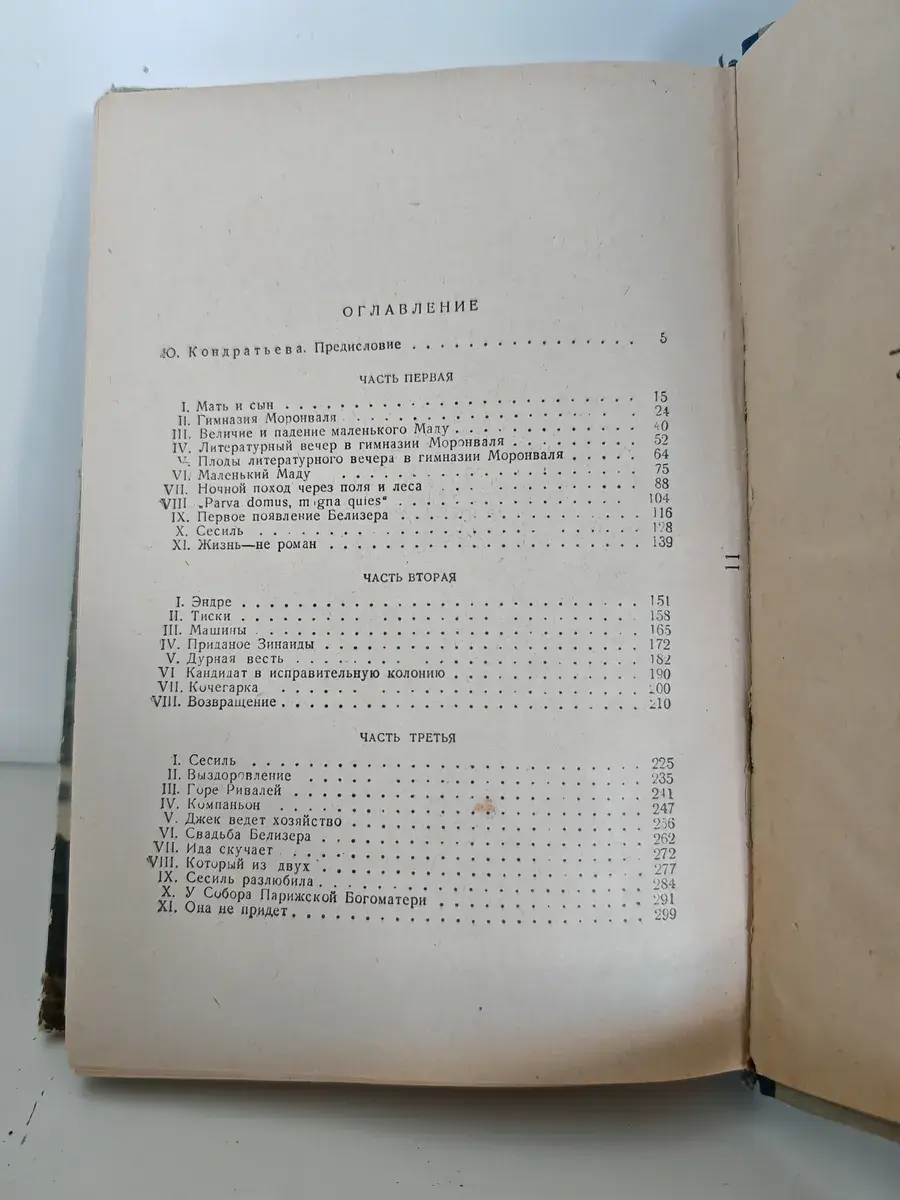 ОГЛАВЛЕНИЕ
Ю. Кондратьева. Предисловие . . . . . . . . . . . . . . . . 5
ЧАСТЬ ПЕРВАЯ
I. Мать и сын . . . . . . . . . . . . . . . . . . . . . . . . 15
II. Гимназия Моронваля . . . . . . . . . . . . . . . . . . 24
III. Величие и падение маленького Маду . . . . . . . . . . . 40
IV. Литературный вечер в гимназии Моронваля . . . . . . . . . 52
V. Плоды литературного вечера в гимназии Моронваля . . . . . 64
VI. Маленький Маду . . . . . . . . . . . . . . . . . . . . 75
VII. Ночной поход через поля и леса . . . . . . . . . . . . . 88
VIII „Parva domus, magna quies“ . . . . . . . . . . . . . . 104
IX. Первое появление Белизера . . . . . . . . . . . . . . . 116
X. Сесиль . . . . . . . . . . . . . . . . . . . . . . . . 128
XI. Жизнь—не роман . . . . . . . . . . . . . . . . . . . . 139
ЧАСТЬ ВТОРАЯ
I. Эндре . . . . . . . . . . . . . . . . . . . . . . . . . 151
II. Тиски . . . . . . . . . . . . . . . . . . . . . . . . . 158
III. Машины . . . . . . . . . . . . . . . . . . . . . . . . 165
IV. Приданое Зинаиды . . . . . . . . . . . . . . . . . . . 172
V. Дурная весть . . . . . . . . . . . . . . . . . . . . . 182
VI Кандидат в исправительную колонию . . . . . . . . . . . 190
VII. Кочегарка . . . . . . . . . . . . . . . . . . . . . . 200
VIII. Возвращение . . . . . . . . . . . . . . . . . . . . . 210
ЧАСТЬ ТРЕТЬЯ
I. Сесиль . . . . . . . . . . . . . . . . . . . . . . . . 225
II. Выздоровление . . . . . . . . . . . . . . . . . . . . 235
III. Горе Ривалей . . . . . . . . . . . . . . . . . . . . . 241
IV. Компаньон . . . . . . . . . . . . . . . . . . . . . . 247
V. Джек ведет хозяйство . . . . . . . . . . . . . . . . . 256
VI. Свадьба Белизера . . . . . . . . . . . . . . . . . . . 262
VII. Ида скучает . . . . . . . . . . . . . . . . . . . . . 272
VIII. Который из двух . . . . . . . . . . . . . . . . . . . 277
IX. Сесиль разлюбила . . . . . . . . . . . . . . . . . . . 284
X. У Собора Парижской Богоматери . . . . . . . . . . . . . 291
XI. Она не придет . . . . . . . . . . . . . . . . . . . . 299